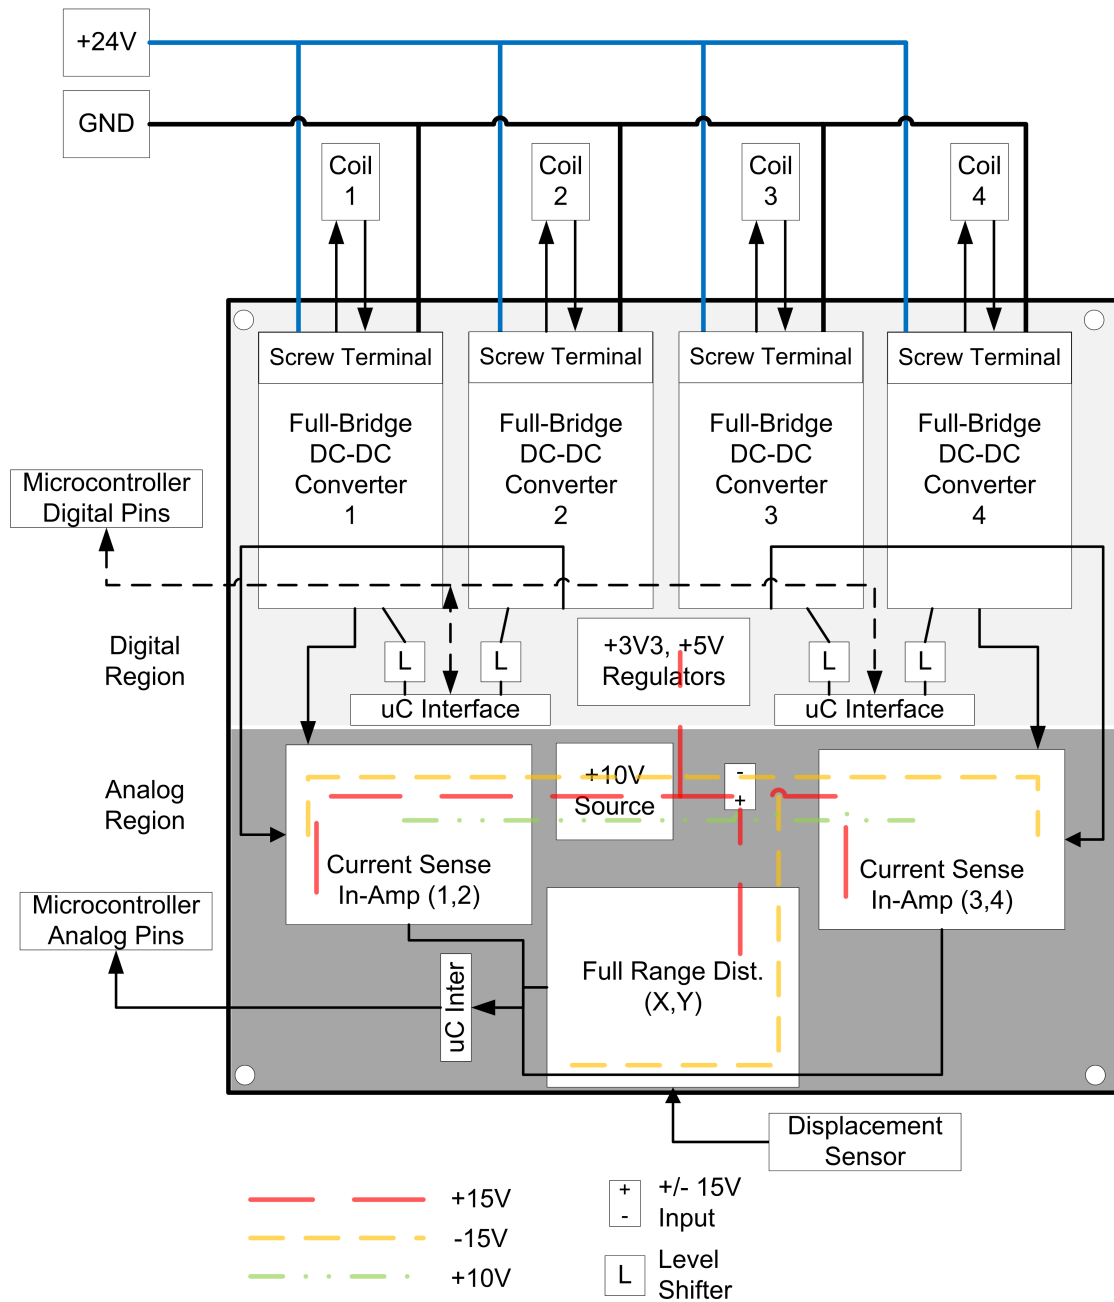 +24V
GND
Coil
1
Coil
2
Coil
3
Coil
4
Screw Terminal
Screw Terminal
Screw Terminal
Screw Terminal
Full-Bridge
DC-DC
Converter
1
Full-Bridge
DC-DC
Converter
2
Full-Bridge
DC-DC
Converter
3
Full-Bridge
DC-DC
Converter
4
Microcontroller
Digital Pins
Digital
Region
L
L
+3V3, +5V
Regulators
L
L
uC Interface
uC Interface
Analog
Region
+10V
Source
-
+
Current Sense
In-Amp (1,2)
Current Sense
In-Amp (3,4)
Microcontroller
Analog Pins
uC Inter
Full Range Dist.
(X,Y)
Displacement
Sensor
+15V
-15V
+10V
+
-
+/- 15V
Input
L
Level
Shifter